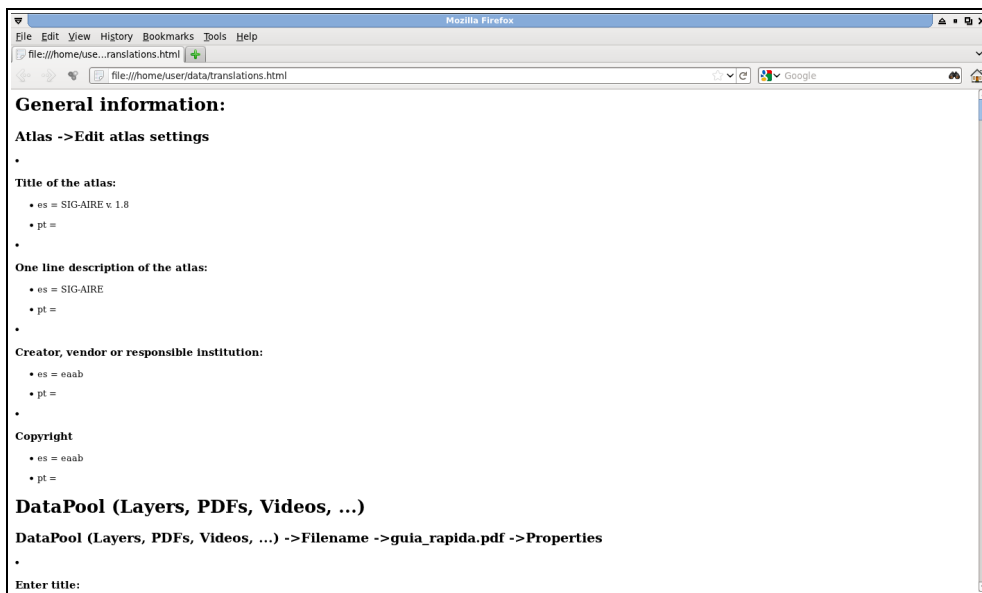 Mozilla Firefox
File Edit View History Bookmarks Tools Help
file:///home/use...ranslations.html
file:///home/user/data/translations.html
Google
General information:
Atlas ->Edit atlas settings
•
Title of the atlas:
• es = SIG-AIRE v. 1.8
• pt =
•
One line description of the atlas:
• es = SIG-AIRE
• pt =
•
Creator, vendor or responsible institution:
• es = eaab
• pt =
•
Copyright
• es = eaab
• pt =
DataPool (Layers, PDFs, Videos, ...)
DataPool (Layers, PDFs, Videos, ...) ->Filename ->guia_rapida.pdf ->Properties
•
Enter title: